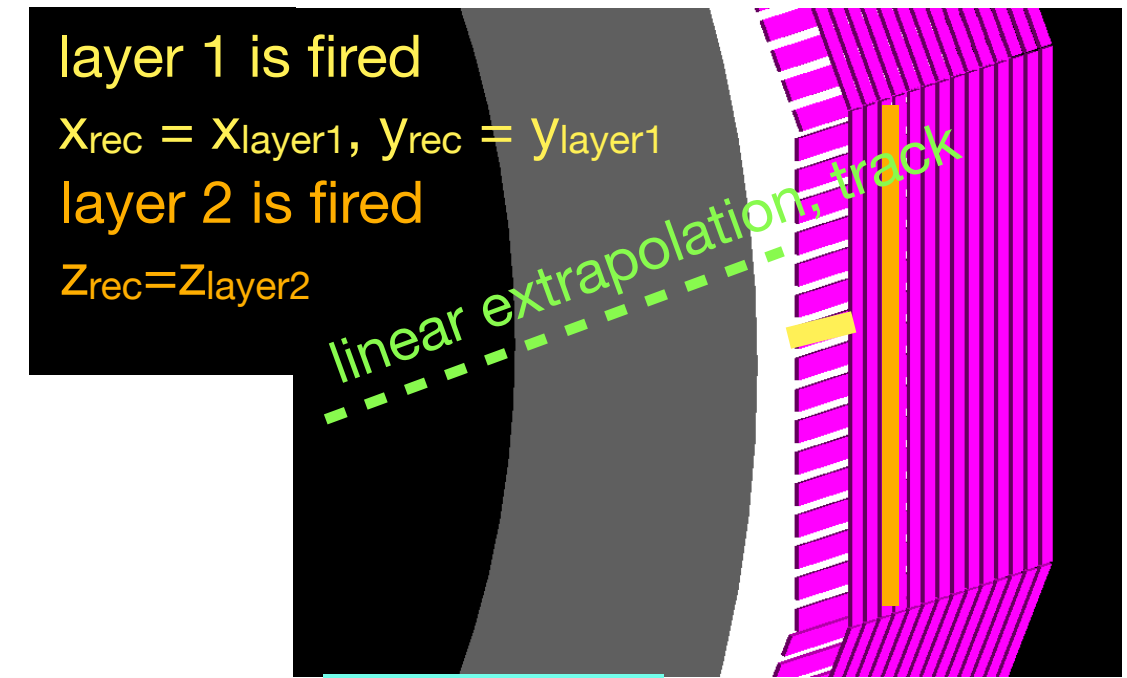 layer 1 is fired
xrec = xlayer1, yrec = ylayer1
layer 2 is fired
zrec=zlayer2
linear extrapolation, track